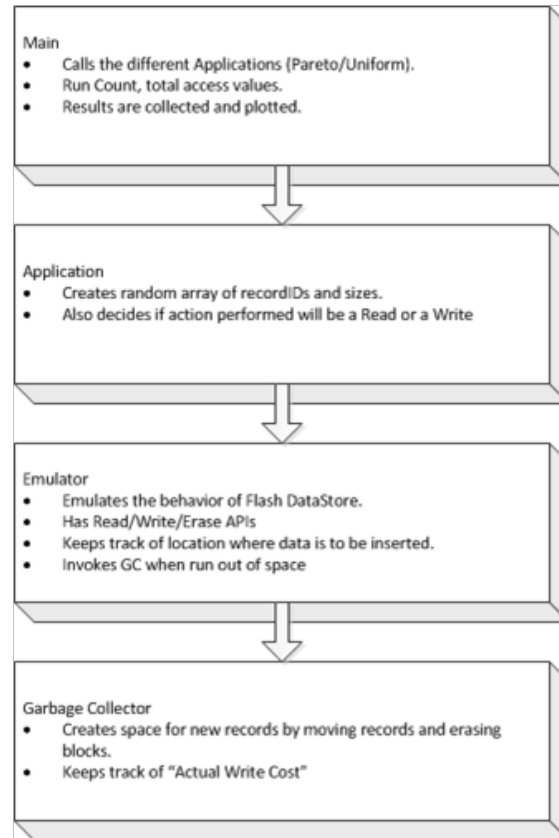 Main
• Calls the different Applications (Pareto/Uniform).
• Run Count, total access values.
• Results are collected and plotted.
Application
• Creates random array of recordIDs and sizes.
• Also decides if action performed will be a Read or a Write
Emulator
• Emulates the behavior of Flash DataStore.
• Has Read/Write/Erase APIs
• Keeps track of location where data is to be inserted.
• Invokes GC when run out of space
Garbage Collector
• Creates space for new records by moving records and erasing
blocks.
• Keeps track of “Actual Write Cost”